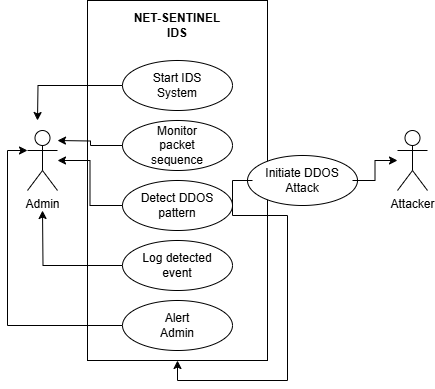 NET-SENTINEL
IDS
Start IDS
System
Monitor
packet
sequence
Initiate DDOS
Attack
Admin
Detect DDOS
pattern
Attacker
Log detected
event
Alert
Admin